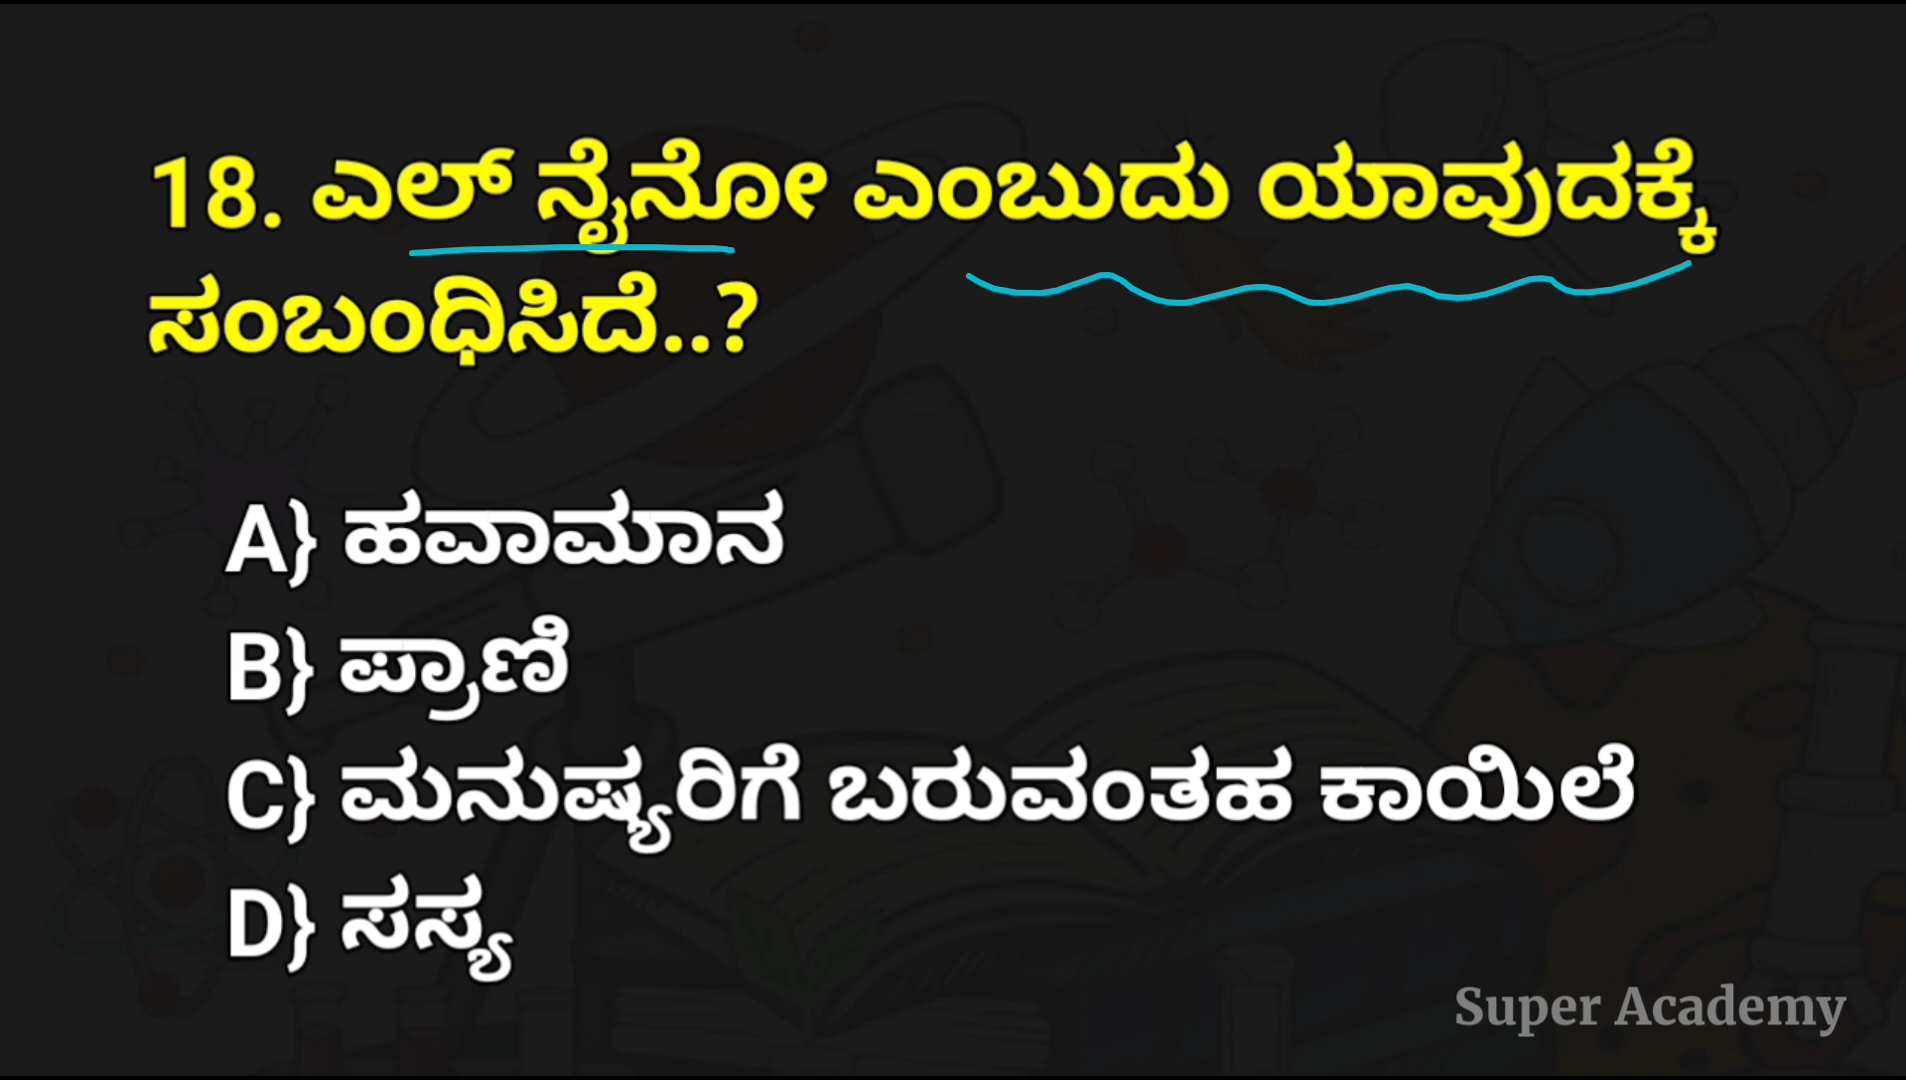 18. ಎಲ್ ನೈನೋ ಎಂಬುದು ಯಾವುದಕ್ಕೆ
ಸಂಬಂಧಿಸಿದೆ..?
A} ಹವಾಮಾನ
B} ಪ್ರಾಣಿ
C} ಮನುಷ್ಯರಿಗೆ ಬರುವಂತಹ ಕಾಯಿಲೆ
D} ಸಸ್ಯ
Super Academy